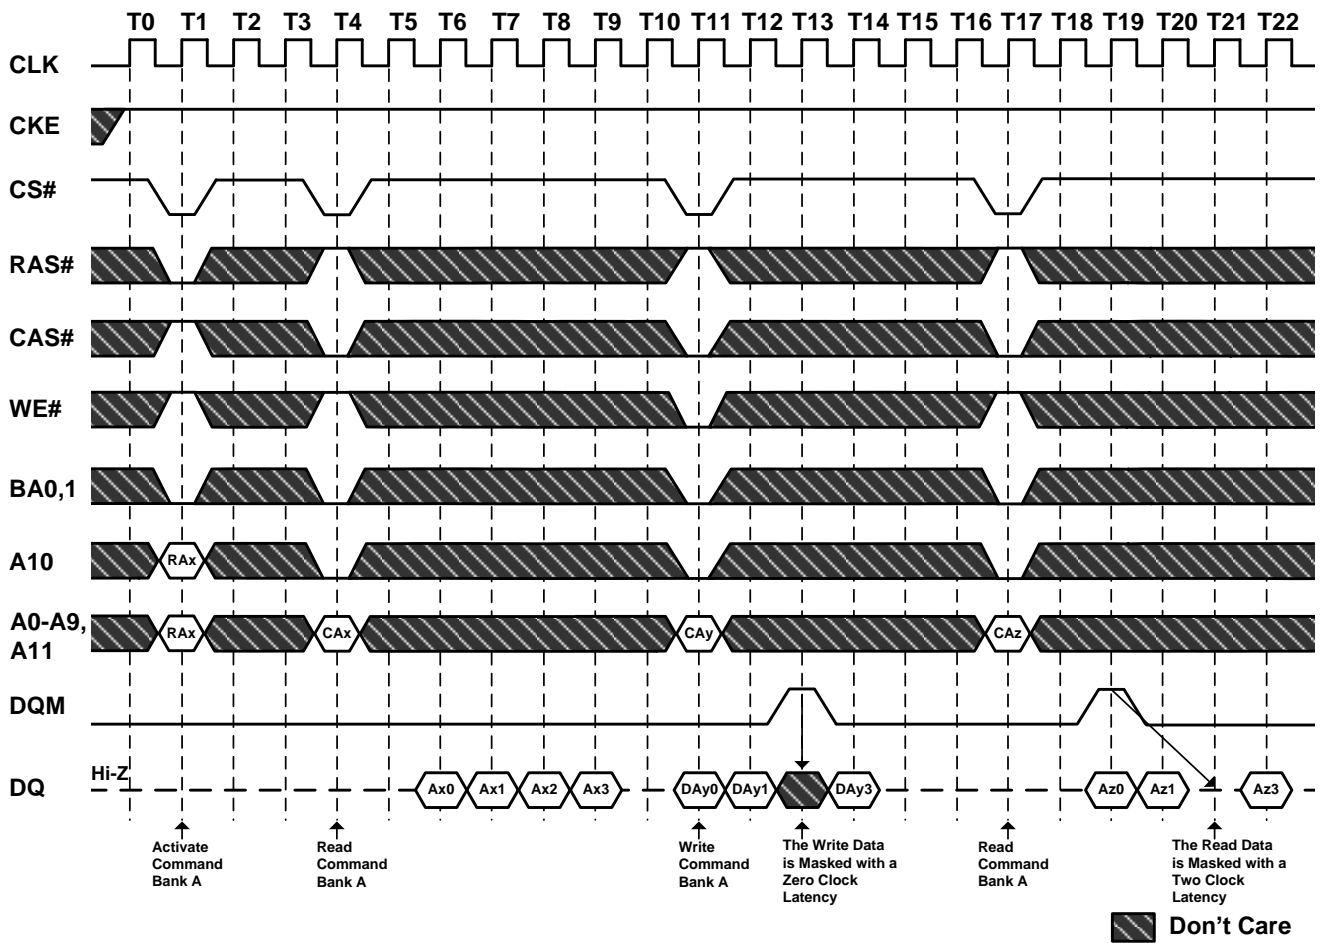 T0 T1 T2 T3 T4 T5 T6 T7 T8 T9 T10 T11 T12 T13 T14 T15 T16 T17 T18 T19 T20 T21 T22
CLK
CKE
CS#
RAS#
CAS#
WE#
BA0,1
A10
RAx
A0-A9,
A11
RAx CAx CAy CAz
DQM
Hi-Z
DQ
Ax0 Ax1 Ax2 Ax3 DAy0 DAy1 DAy3 Az0 Az1 Az3
Activate
Command
Bank A
Read
Command
Bank A
Write
Command
Bank A
The Write Data
is Masked with a
Zero Clock
Latency
Read
Command
Bank A
The Read Data
is Masked with a
Two Clock
Latency
Don't Care